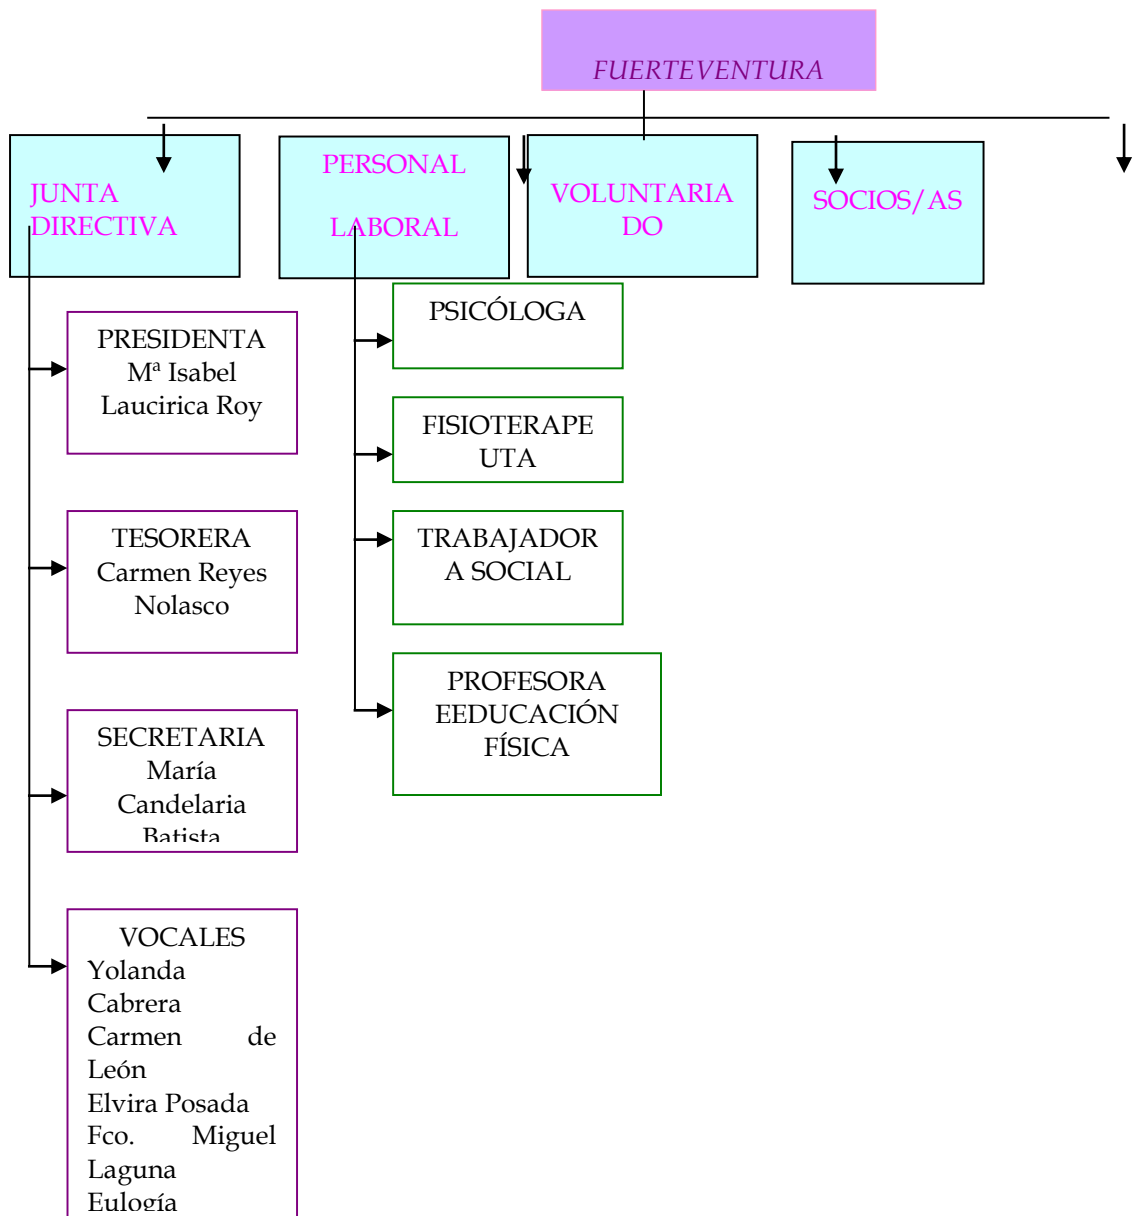 FUERTEVENTURA
JUNTA
DIRECTIVA
PERSONAL
LABORAL
VOLUNTARIA
DO
SOCIOS/AS
PRESIDENTA
Mª Isabel
Laucirica Roy
TESORERA
Carmen Reyes
Nolasco
SECRETARIA
María
Candelaria
Batista
VOCALES
Yolanda
Cabrera
Carmen de
León
Elvira Posada
Fco. Miguel
Laguna
Eulogía
PSICÓLOGA
FISIOTERAPE
UTA
TRABAJADOR
A SOCIAL
PROFESORA
EEDUCACIÓN
FÍSICA